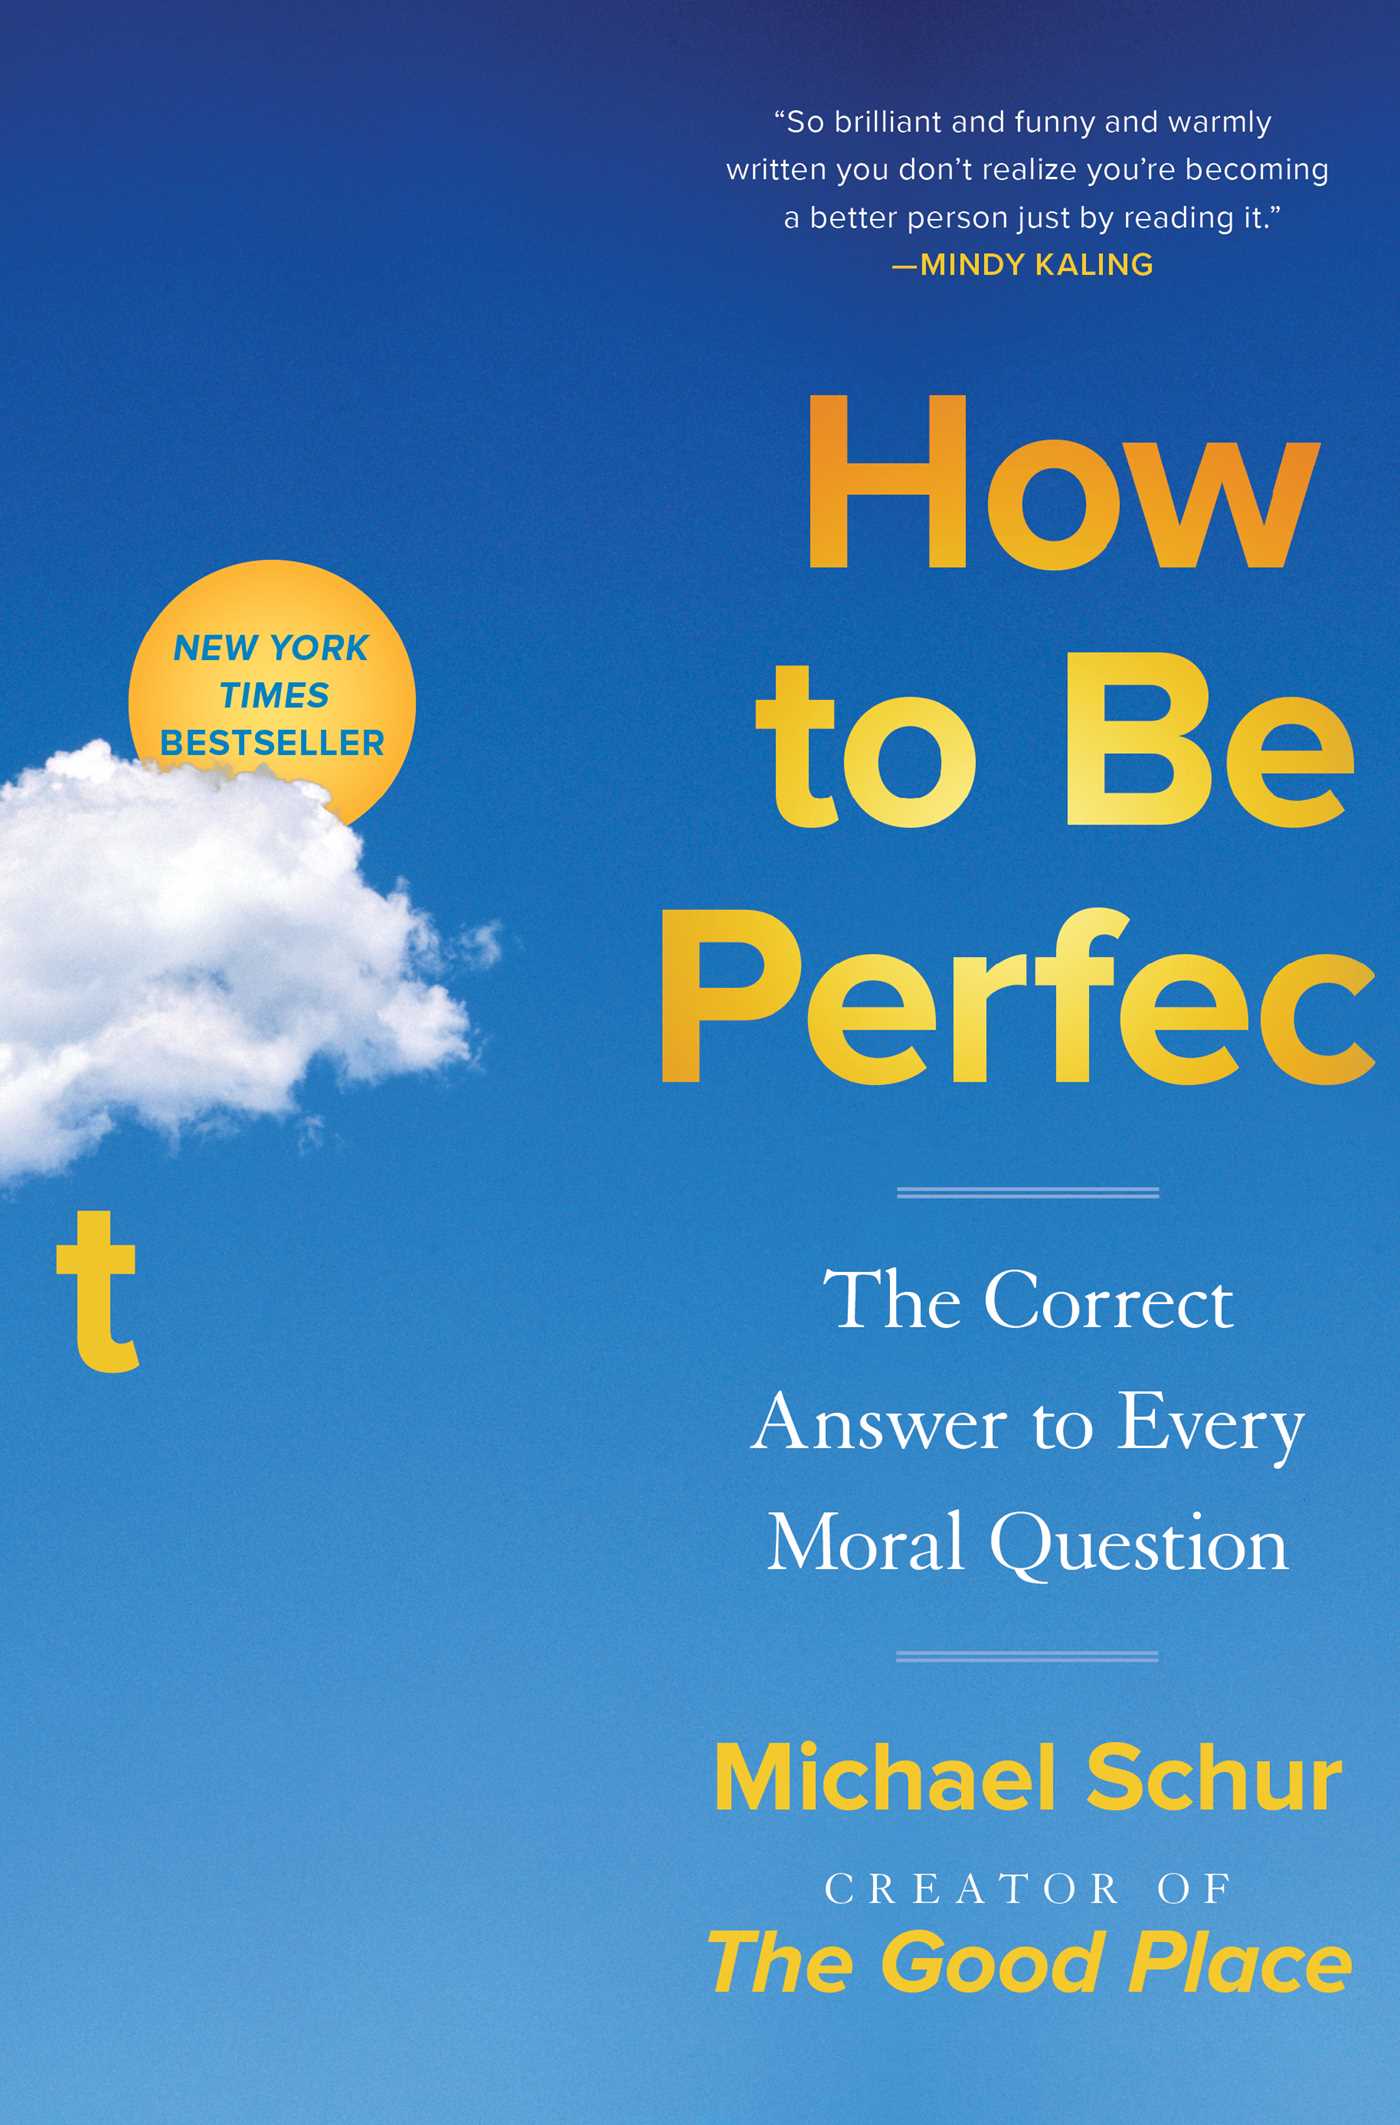 “So brilliant and funny and warmly
written you don’t realize you’re becoming
a better person just by reading it.”
—MINDY KALING
How
to Be
Perfec
t
NEW YORK
TIMES
BESTSELLER
The Correct
Answer to Every
Moral Question
Michael Schur
CREATOR OF
The Good Place